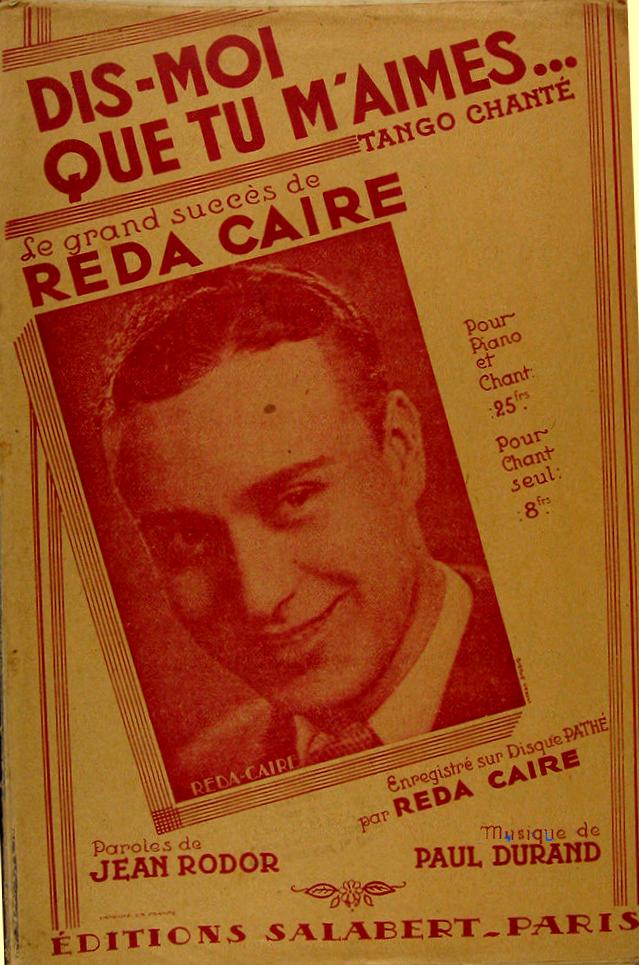 DIS-MOI
QUE TU M'AIMES...
TANGO CHANTÉ
Le grand succès de
REDA CAIRE
Pour
Piano
et
Chant:
:25frs.
Pour
Chant
seul:
:8frs:
REDA-CAIRE
Enregistré sur Disque PATHÉ
par REDA CAIRE
Paroles de
JEAN RODOR
Musique de
PAUL DURAND
ÉDITIONS SALABERT-PARIS